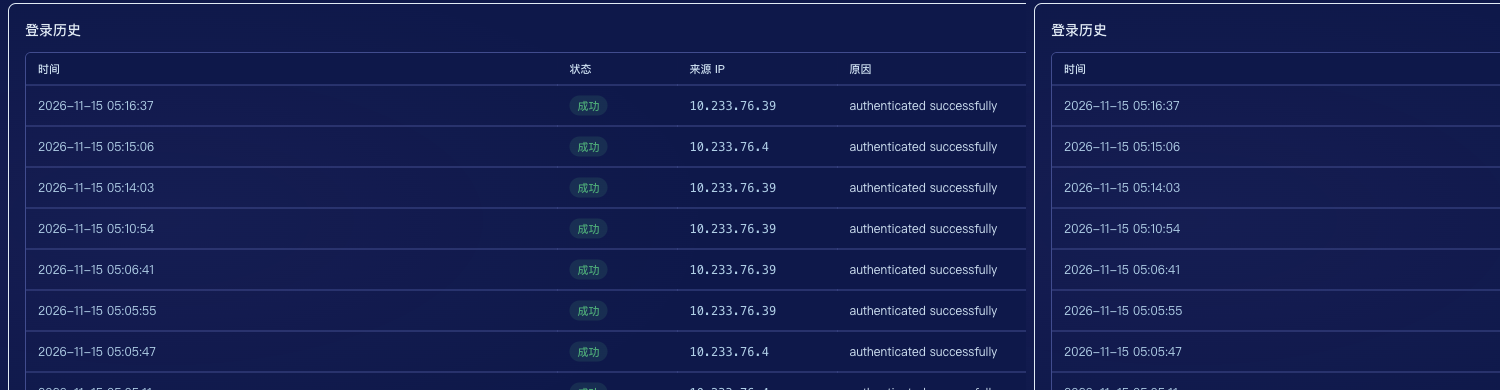 登录历史
时间 状态 来源 IP 原因
2026-11-15 05:16:37 成功 10.233.76.39 authenticated successfully
2026-11-15 05:15:06 成功 10.233.76.4 authenticated successfully
2026-11-15 05:14:03 成功 10.233.76.39 authenticated successfully
2026-11-15 05:10:54 成功 10.233.76.39 authenticated successfully
2026-11-15 05:06:41 成功 10.233.76.39 authenticated successfully
2026-11-15 05:05:55 成功 10.233.76.39 authenticated successfully
2026-11-15 05:05:47 成功 10.233.76.4 authenticated successfully
登录历史
时间
2026-11-15 05:16:37
2026-11-15 05:15:06
2026-11-15 05:14:03
2026-11-15 05:10:54
2026-11-15 05:06:41
2026-11-15 05:05:55
2026-11-15 05:05:47